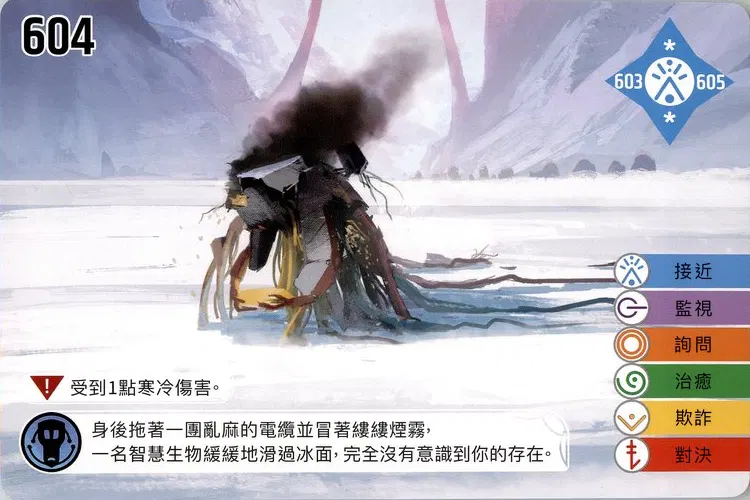 604
*
603 605
*
接近
監視
詢問
治癒
欺詐
對決
! 受到1點寒冷傷害。
身後拖著一團亂麻的電纜並冒著縷縷煙霧,
一名智慧生物緩緩地滑過冰面,完全沒有意識到你的存在。